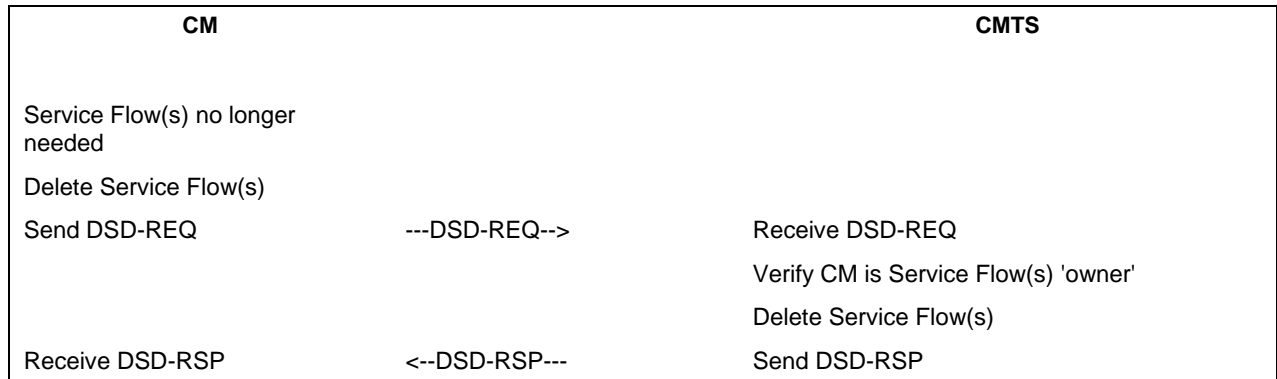 CM CMTS
Service Flow(s) no longer
needed
Delete Service Flow(s)
Send DSD-REQ ---DSD-REQ--> Receive DSD-REQ
Verify CM is Service Flow(s) 'owner'
Delete Service Flow(s)
Receive DSD-RSP <--DSD-RSP--- Send DSD-RSP